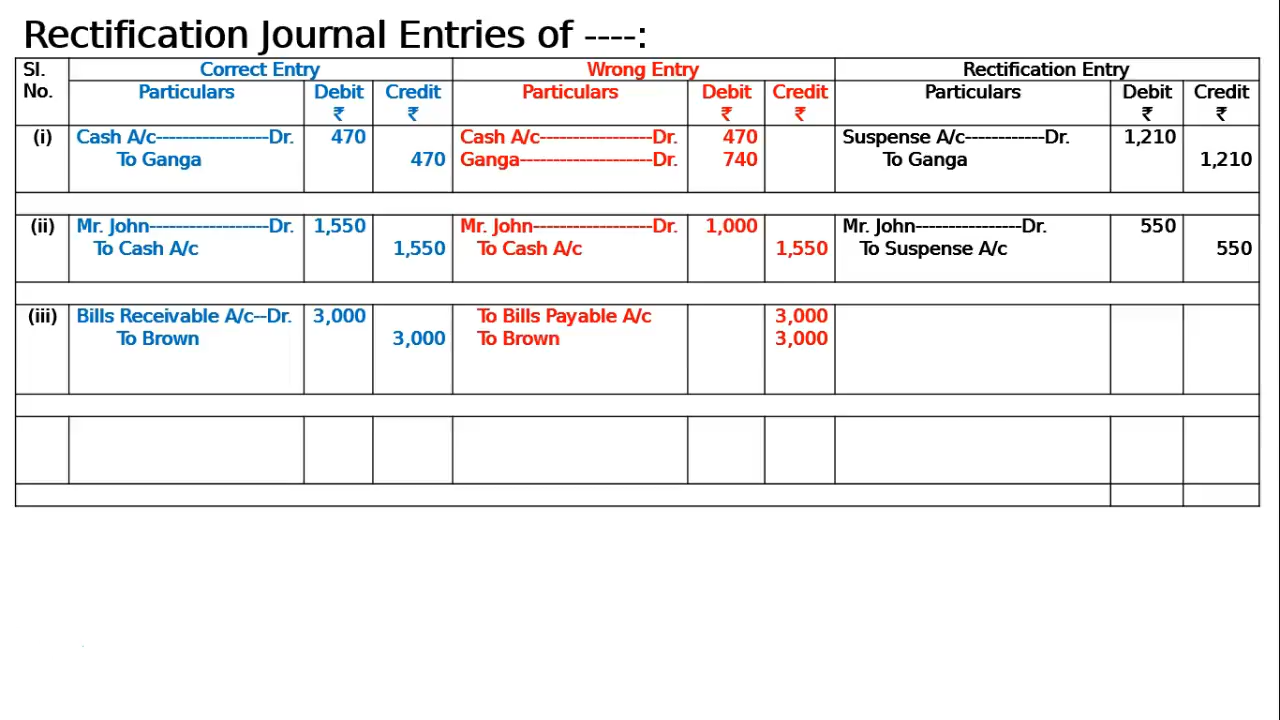 Rectification Journal Entries of ----:
Sl. No. Correct Entry Wrong Entry Rectification Entry
Particulars Debit ₹ Credit ₹ Particulars Debit ₹ Credit ₹ Particulars Debit ₹ Credit ₹
(i) Cash A/c-----------------Dr. 470 Cash A/c-----------------Dr. 470 Suspense A/c------------Dr. 1,210
To Ganga 470 Ganga--------------------Dr. 740 To Ganga 1,210
(ii) Mr. John------------------Dr. 1,550 Mr. John-------------------Dr. 1,000 Mr. John----------------Dr. 550
To Cash A/c 1,550 To Cash A/c 1,550 To Suspense A/c 550
(iii) Bills Receivable A/c--Dr. 3,000 To Bills Payable A/c 3,000
To Brown 3,000 To Brown 3,000